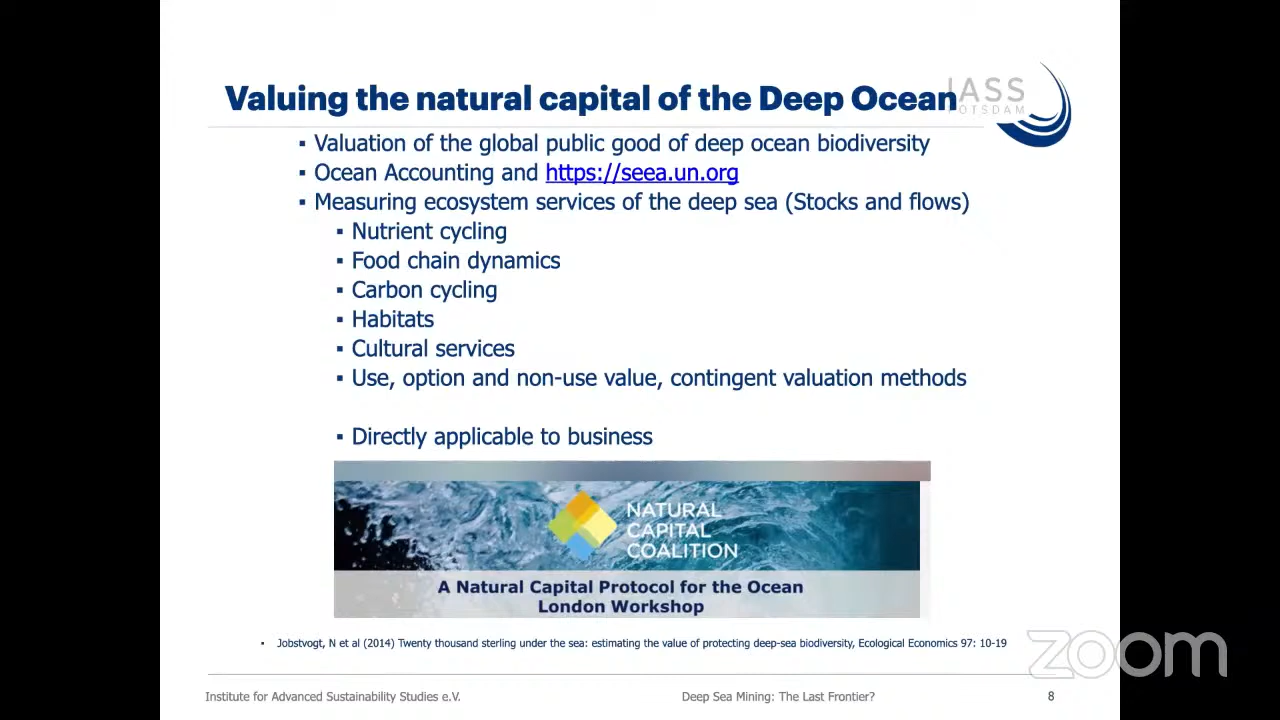 Valuing the natural capital of the Deep Ocean
IASS
POTSDAM
▪ Valuation of the global public good of deep ocean biodiversity
▪ Ocean Accounting and https://seea.un.org
▪ Measuring ecosystem services of the deep sea (Stocks and flows)
▪ Nutrient cycling
▪ Food chain dynamics
▪ Carbon cycling
▪ Habitats
▪ Cultural services
▪ Use, option and non-use value, contingent valuation methods
▪ Directly applicable to business
NATURAL
CAPITAL
COALITION
A Natural Capital Protocol for the Ocean
London Workshop
▪ Jobstvogt, N et al (2014) Twenty thousand sterling under the sea: estimating the value of protecting deep-sea biodiversity, Ecological Economics 97: 10-19
zoom
Institute for Advanced Sustainability Studies e.V.
Deep Sea Mining: The Last Frontier?
8